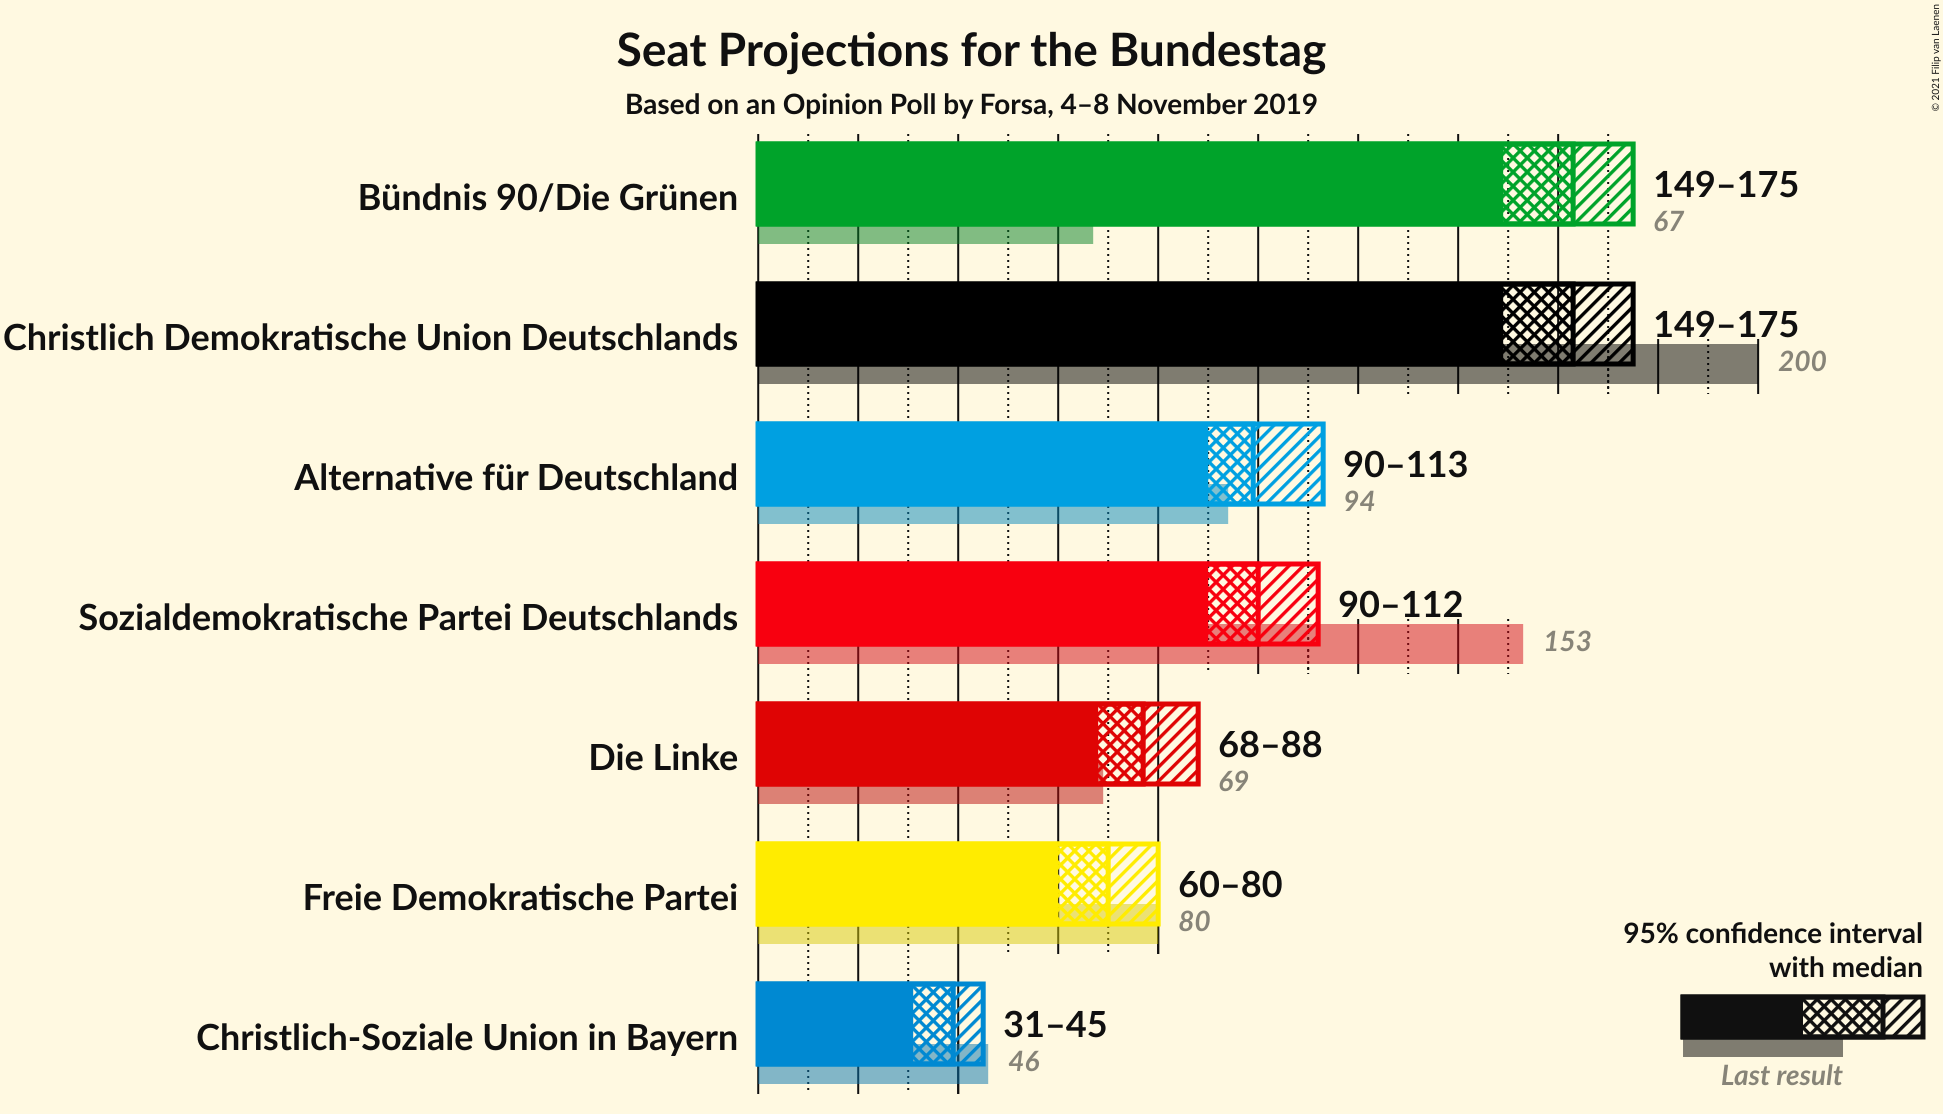 Seat Projections for the Bundestag
Based on an Opinion Poll by Forsa, 4–8 November 2019
© 2021 Filip van Laenen
Bündnis 90/Die Grünen
149–175
67
Christlich Demokratische Union Deutschlands
149–175
200
Alternative für Deutschland
90–113
94
Sozialdemokratische Partei Deutschlands
90–112
153
Die Linke
68–88
69
Freie Demokratische Partei
60–80
80
Christlich-Soziale Union in Bayern
31–45
46
95% confidence interval
with median
Last result